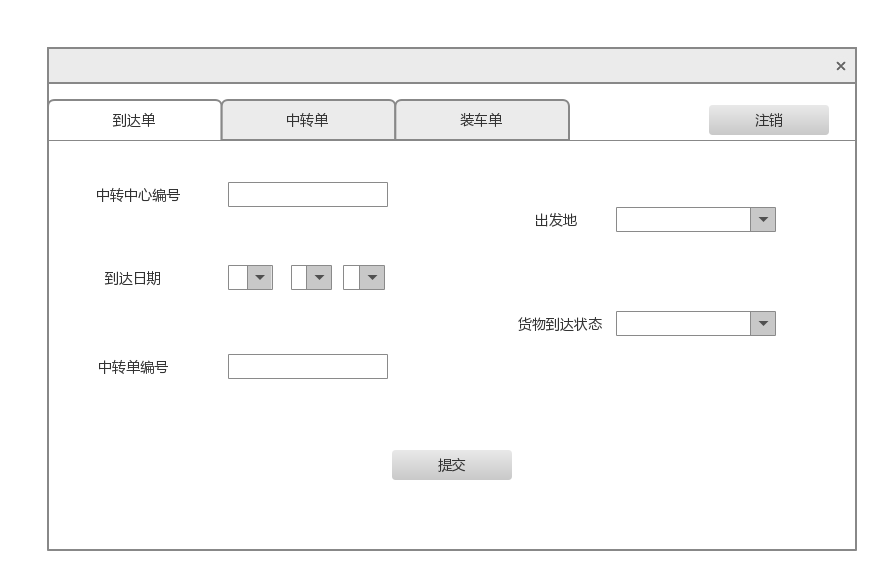 ×
到达单
中转单
装车单
注销
中转中心编号
出发地
到达日期
货物到达状态
中转单编号
提交